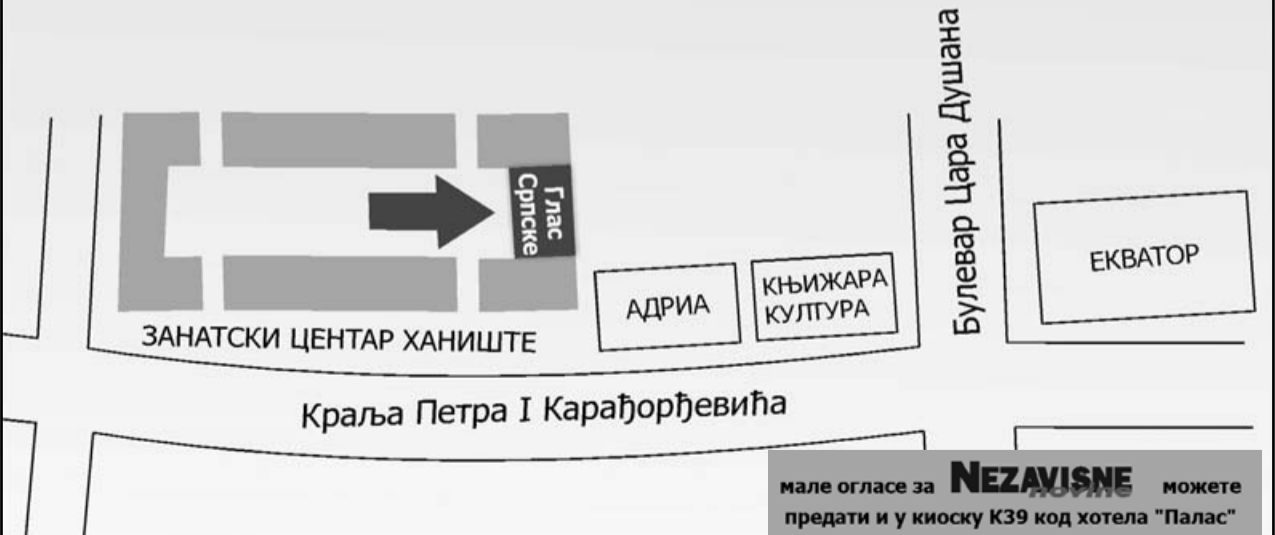 Булевар Цара Душана
Глас
Српске
ЕКВАТОР
АДРИА
КЊИЖАРА
КУЛТУРА
ЗАНАТСКИ ЦЕНТАР ХАНИШТЕ
Краља Петра I Карађорђевића
мале огласе за NEZAVISNE novine можете
предати и у киоску К39 код хотела "Палас"